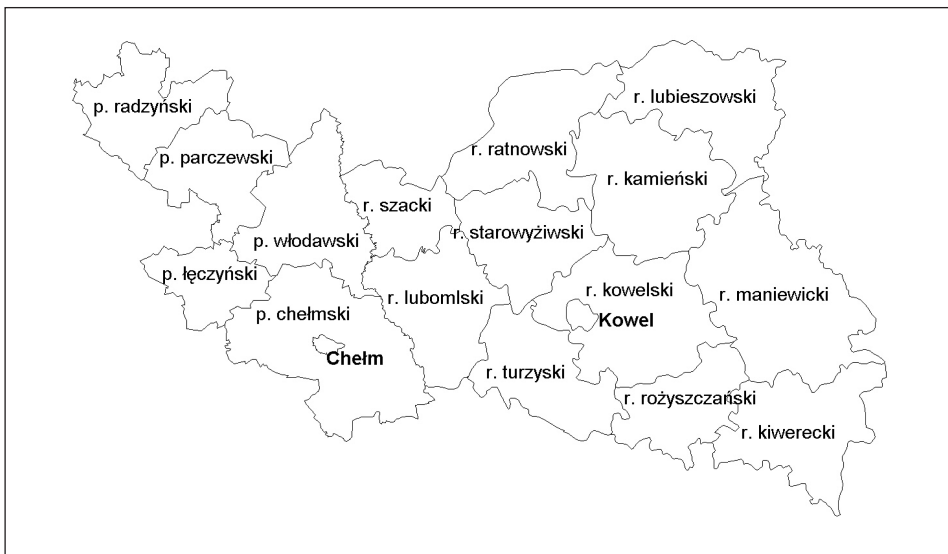 r. lubieszowski
p. radzyński
r. ratnowski
p. parczewski
r. kamieński
r. szacki
r. starowyżiwski
p. włodawski
p. łęczyński
r. kowelski
r. lubomlski
r. maniewicki
p. chełmski
Kowel
Chełm
r. turzyski
r. rożyszczański
r. kiwerecki